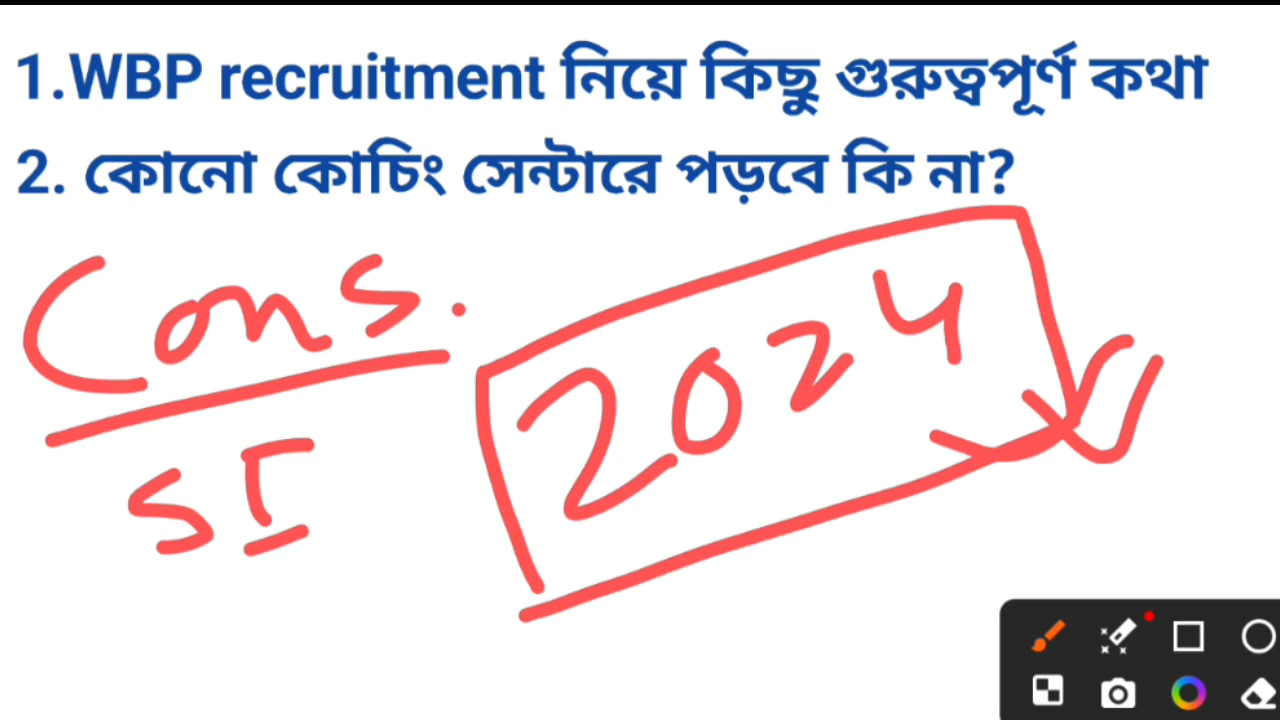 1.WBP recruitment নিয়ে কিছু গুরুত্বপূর্ণ কথা
2. কোনো কোচিং সেন্টারে পড়বে কি না?
Cons.
SI
2024